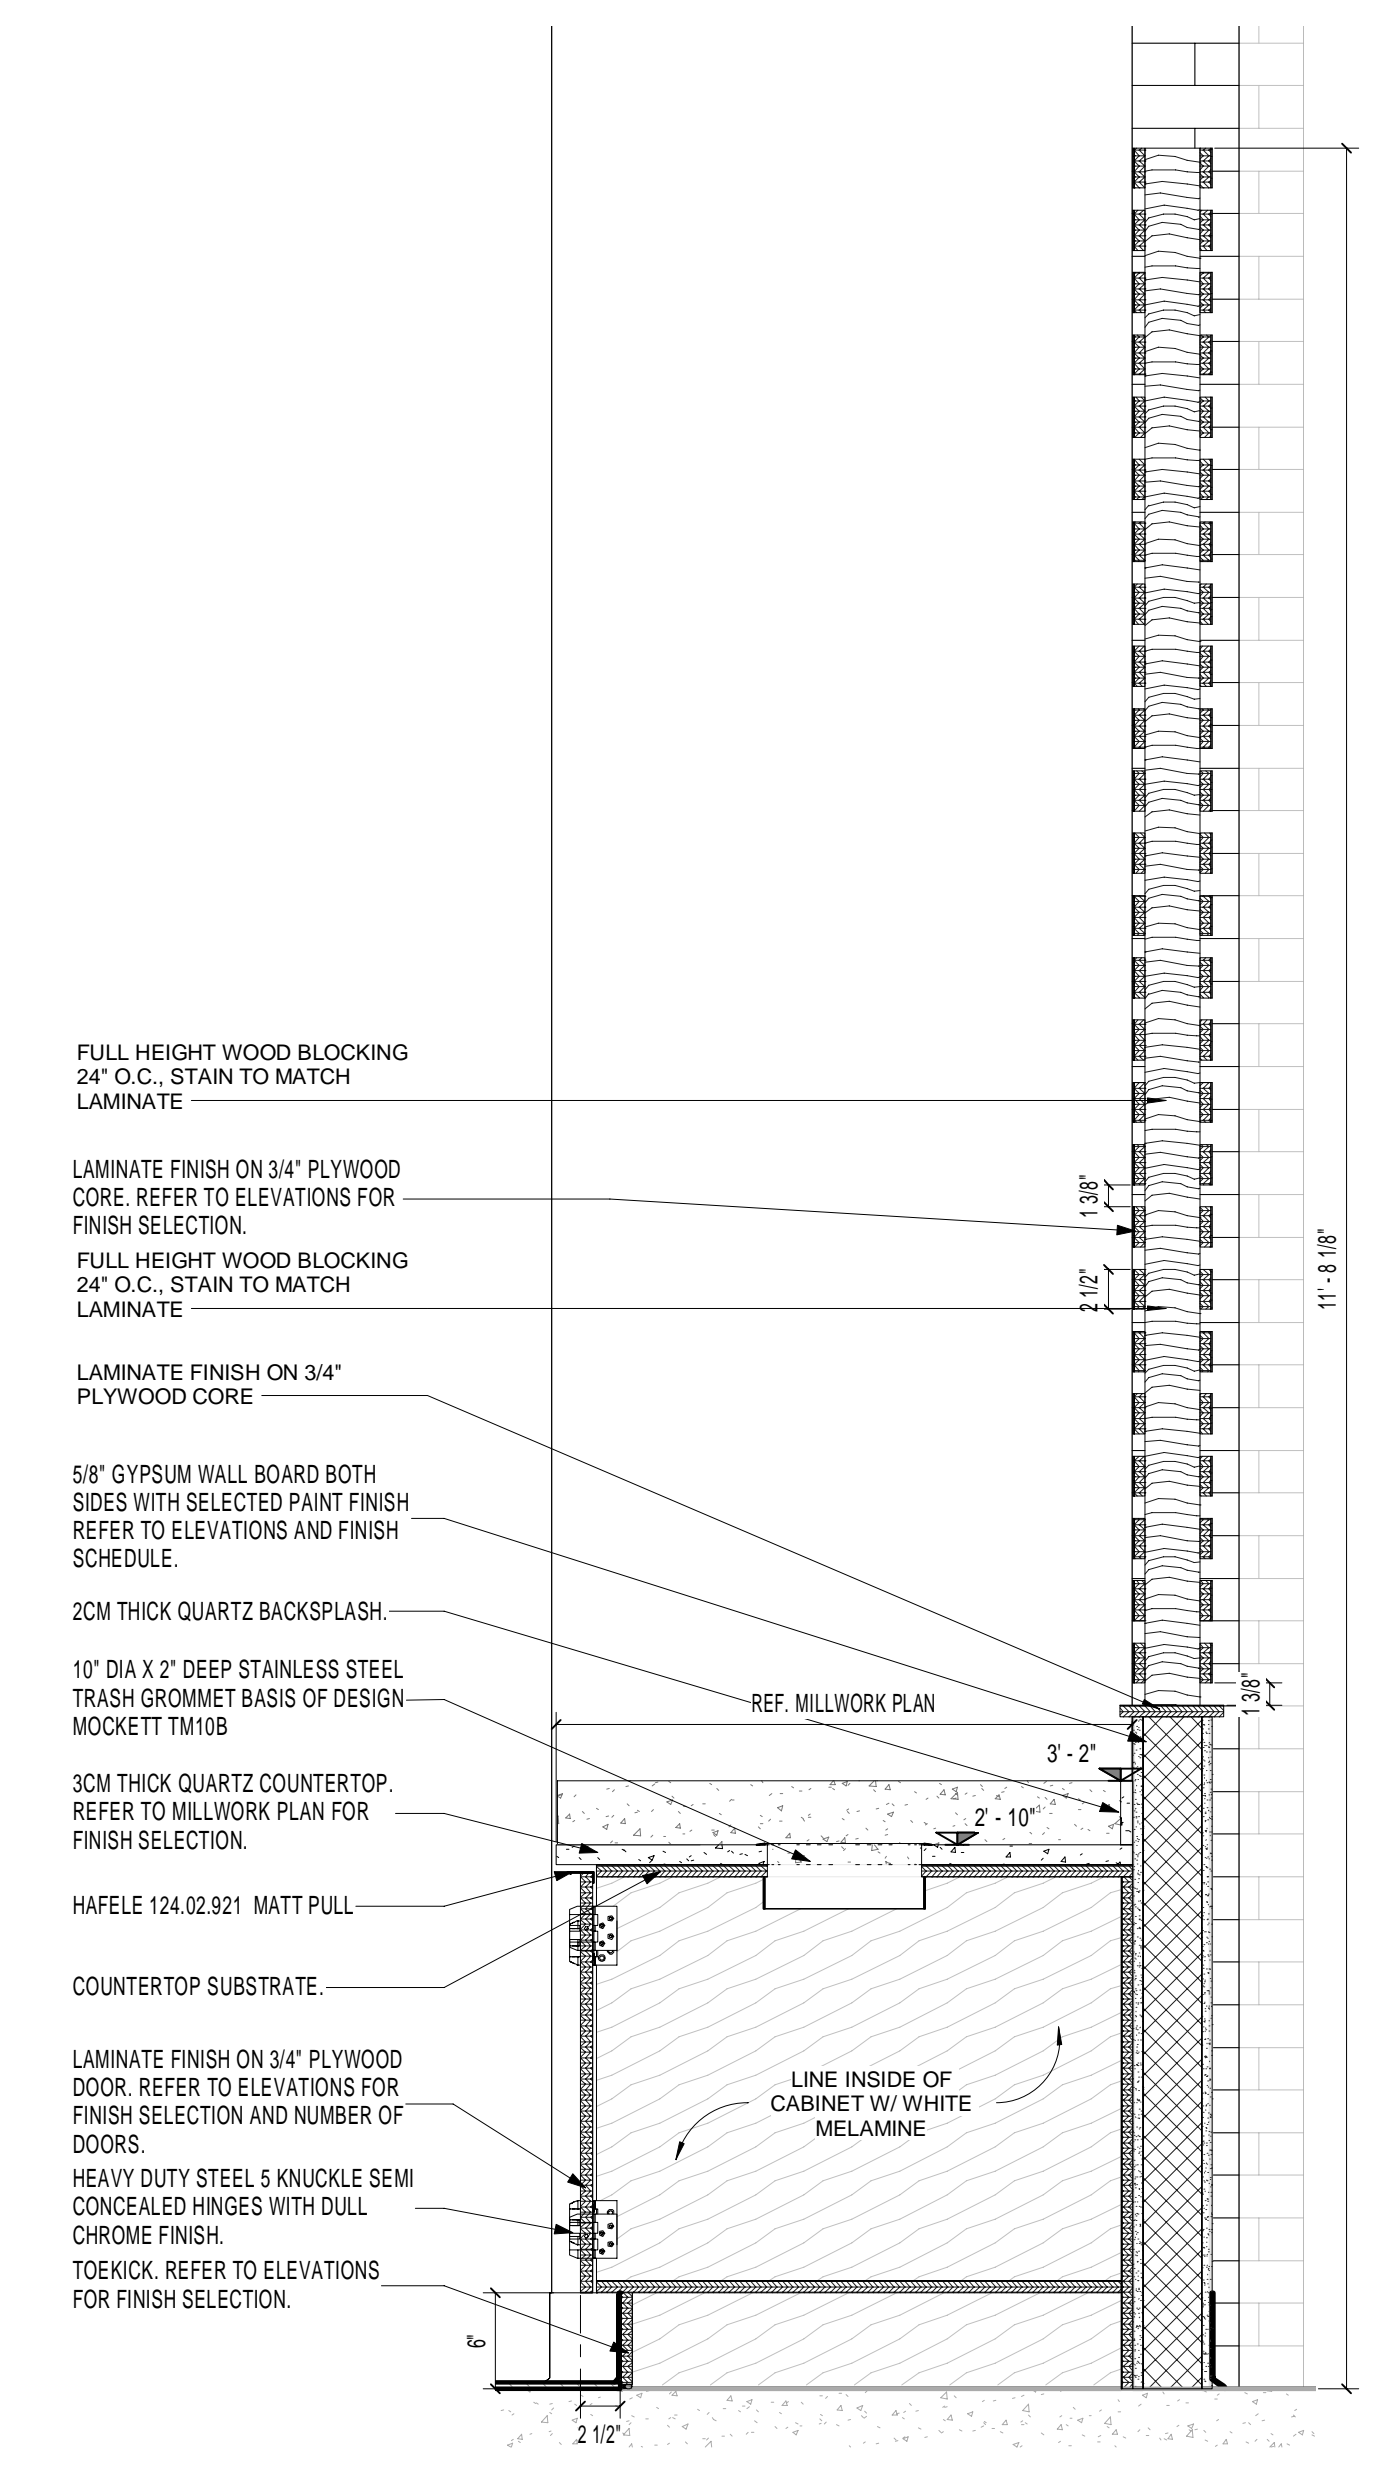 FULL HEIGHT WOOD BLOCKING
24" O.C., STAIN TO MATCH
LAMINATE
LAMINATE FINISH ON 3/4" PLYWOOD
CORE. REFER TO ELEVATIONS FOR
FINISH SELECTION.
1 3/8"
FULL HEIGHT WOOD BLOCKING
24" O.C., STAIN TO MATCH
LAMINATE
2 1/2"
11' - 8 1/8"
LAMINATE FINISH ON 3/4"
PLYWOOD CORE
5/8" GYPSUM WALL BOARD BOTH
SIDES WITH SELECTED PAINT FINISH
REFER TO ELEVATIONS AND FINISH
SCHEDULE.
2CM THICK QUARTZ BACKSPLASH.
10" DIA X 2" DEEP STAINLESS STEEL
TRASH GROMMET BASIS OF DESIGN
MOCKETT TM10B
REF. MILLWORK PLAN
1 3/8"
3' - 2"
3CM THICK QUARTZ COUNTERTOP.
REFER TO MILLWORK PLAN FOR
FINISH SELECTION.
2' - 10"
HAFELE 124.02.921  MATT PULL
COUNTERTOP SUBSTRATE.
LAMINATE FINISH ON 3/4" PLYWOOD
DOOR. REFER TO ELEVATIONS FOR
FINISH SELECTION AND NUMBER OF
DOORS.
LINE INSIDE OF
CABINET W/ WHITE
MELAMINE
HEAVY DUTY STEEL 5 KNUCKLE SEMI
CONCEALED HINGES WITH DULL
CHROME FINISH.
TOEKICK. REFER TO ELEVATIONS
FOR FINISH SELECTION.
6"
2 1/2"